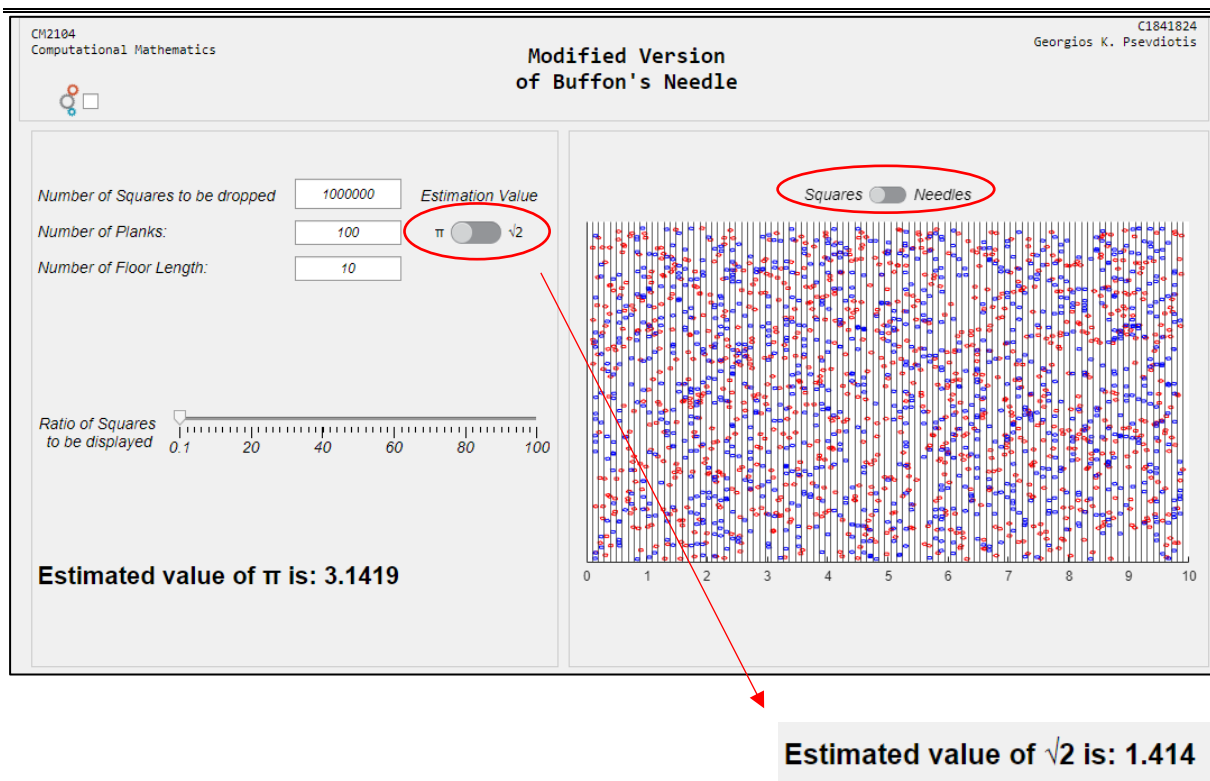 CM2104
Computational Mathematics
C1841824
Georgios K. Psevdiotis
Modified Version
of Buffon's Needle
Number of Squares to be dropped 1000000 Estimation Value
Number of Planks: 100 π √2
Number of Floor Length: 10
Ratio of Squares
to be displayed
0.1 20 40 60 80 100
Estimated value of π is: 3.1419
Squares Needles
0 1 2 3 4 5 6 7 8 9 10
Estimated value of √2 is: 1.414